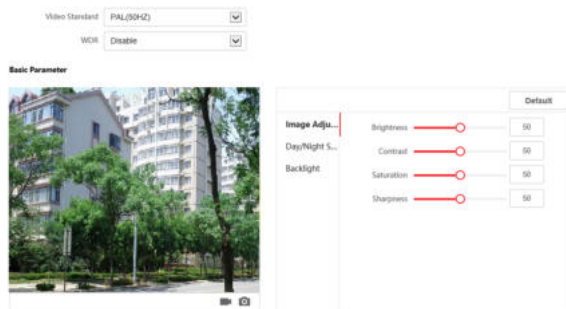 Video Standard PAL(50HZ)
WDR Disable
Basic Parameter
Default
Image Adju...
Day/Night S...
Backlight
Brightness 50
Contrast 50
Saturation 50
Sharpness 50